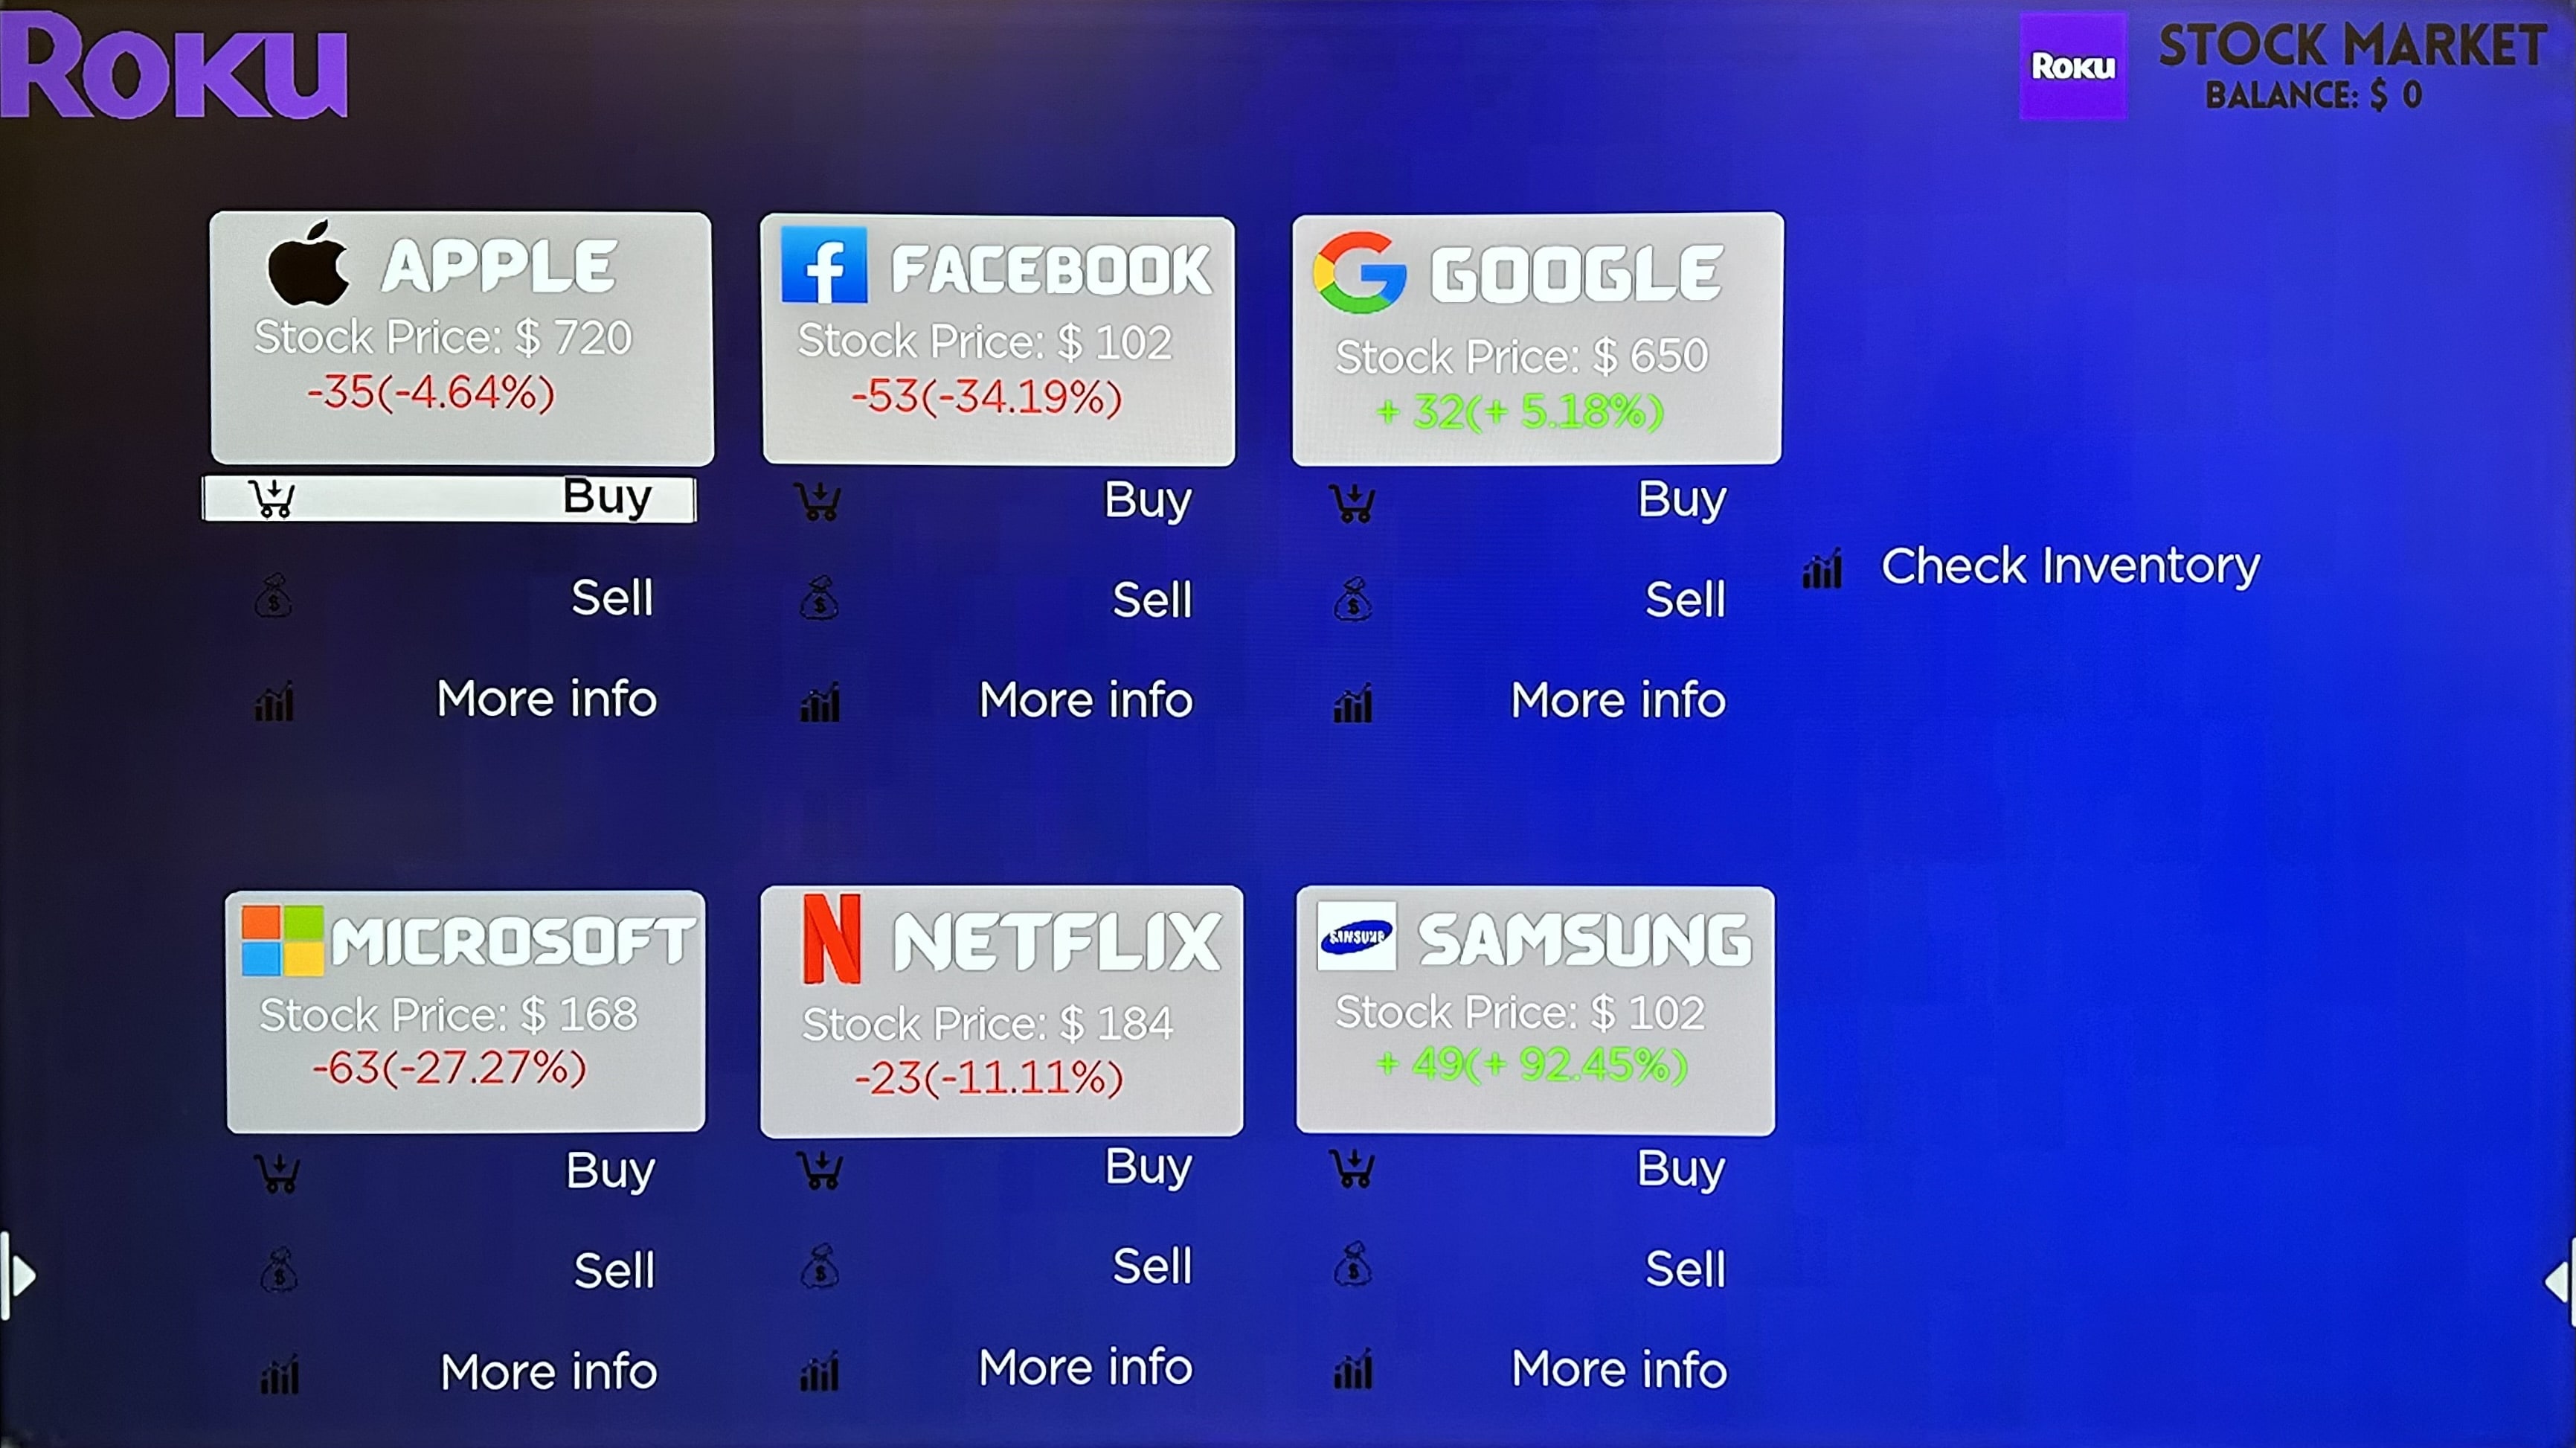 ROKU
ROKU
STOCK MARKET
BALANCE: $ 0
APPLE
Stock Price: $ 720
-35(-4.64%)
Buy
Sell
More info
FACEBOOK
Stock Price: $ 102
-53(-34.19%)
Buy
Sell
More info
GOOGLE
Stock Price: $ 650
+ 32(+ 5.18%)
Buy
Sell
More info
Check Inventory
MICROSOFT
Stock Price: $ 168
-63(-27.27%)
Buy
Sell
More info
NETFLIX
Stock Price: $ 184
-23(-11.11%)
Buy
Sell
More info
SAMSUNG
SAMSUNG
Stock Price: $ 102
+ 49(+ 92.45%)
Buy
Sell
More info